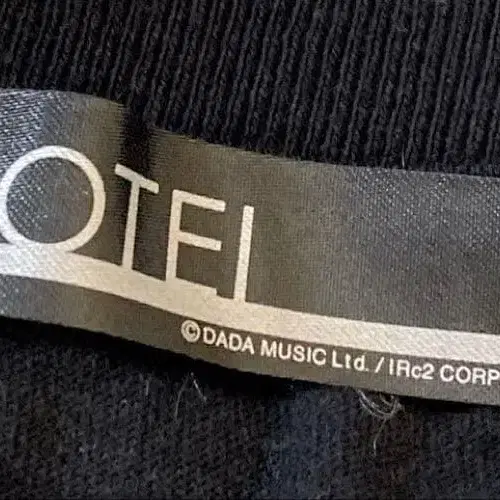 OTEI
©DADA MUSIC Ltd. / IRc2 CORP